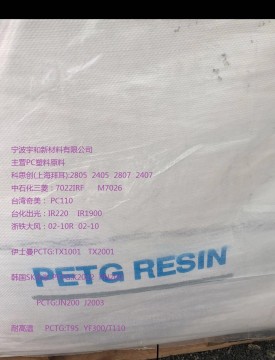 宁波宇和新材料有限公司
主营PC塑料原料
科思创(上海拜耳):2805 2405 2807 2407
中石化三菱：7022IRF M7026
台湾奇美： PC110
台化出光：IR220 IR1900
浙铁大风：02-10R 02-10
伊士曼PCTG:TX1001 TX2001
PETG RESIN
韩国SK
PCTG:JN200 J2003
耐高温 PCTG:T95 YF300/T110